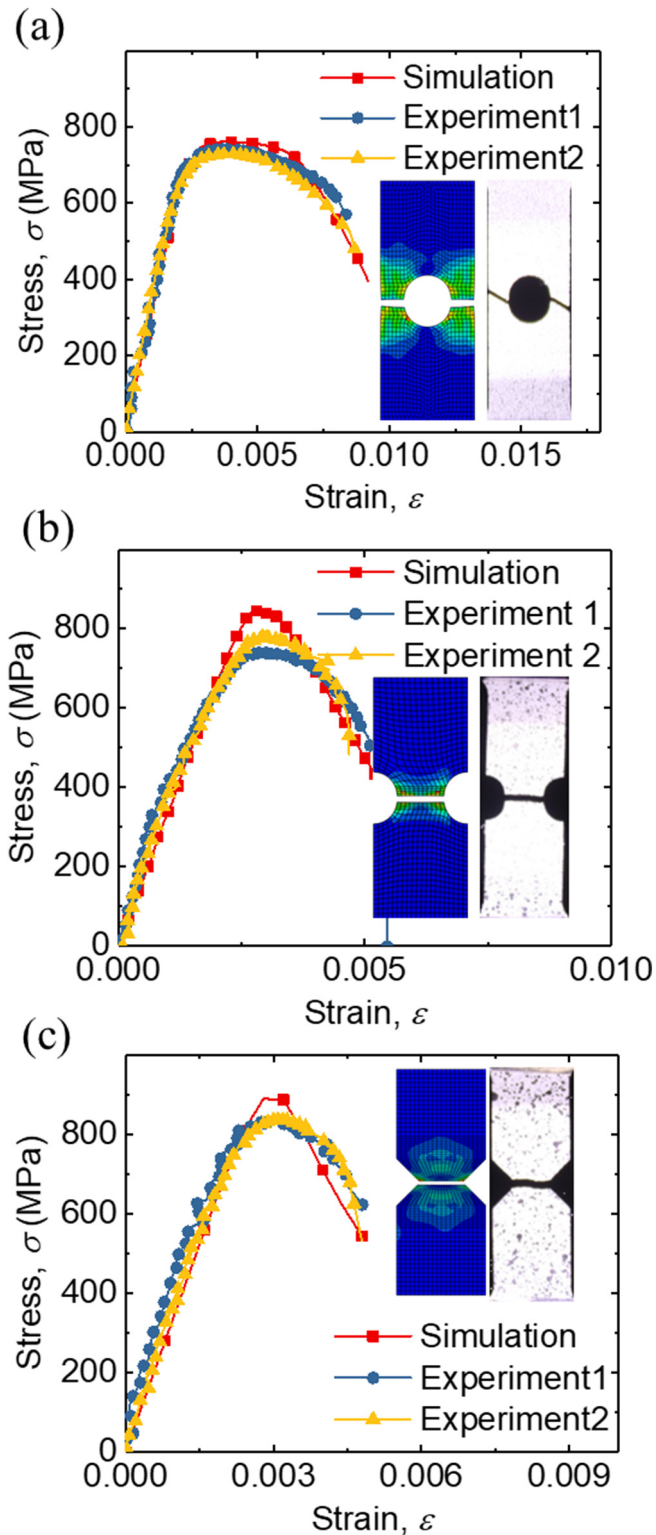 (a)
Simulation
Experiment1
Experiment2
800
600
400
200
0
Stress, σ (MPa)
0.000 0.005 0.010 0.015
Strain, ε
(b)
Simulation
Experiment 1
Experiment 2
800
600
400
200
0
Stress, σ (MPa)
0.000 0.005 0.010
Strain, ε
(c)
800
600
400
200
0
Stress, σ (MPa)
Simulation
Experiment1
Experiment2
0.000 0.003 0.006 0.009
Strain, ε